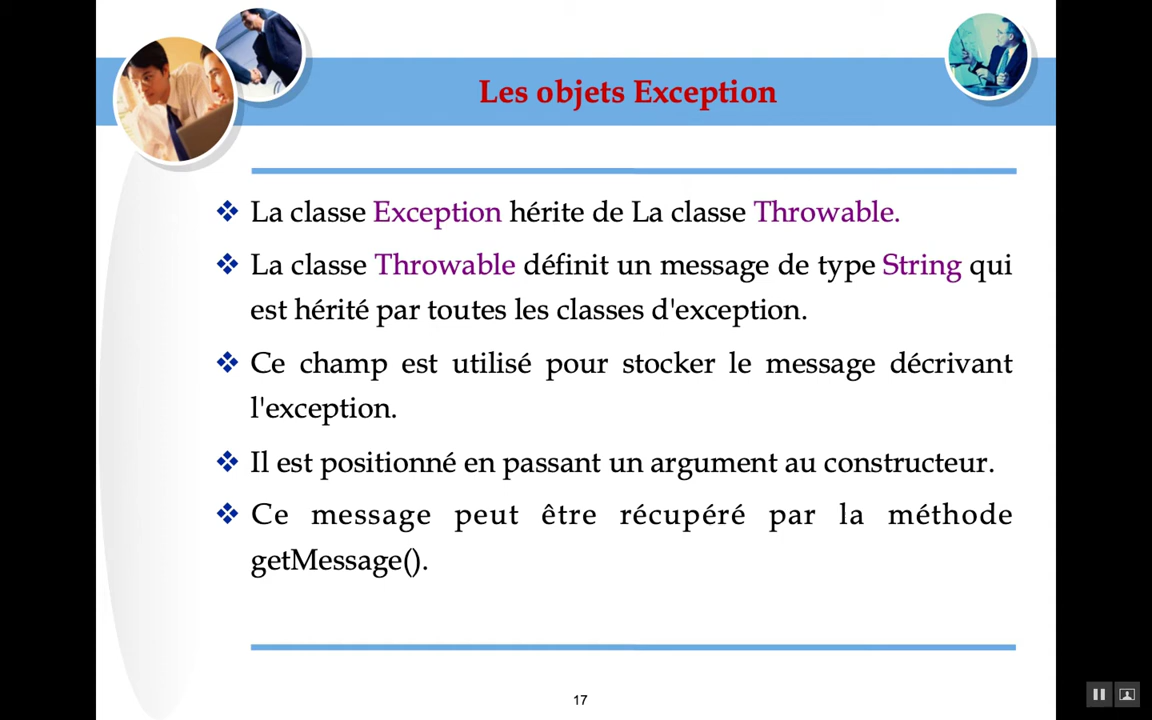 Les objets Exception
❖ La classe Exception hérite de La classe Throwable.
❖ La classe Throwable définit un message de type String qui
est hérité par toutes les classes d'exception.
❖ Ce champ est utilisé pour stocker le message décrivant
l'exception.
❖ Il est positionné en passant un argument au constructeur.
❖ Ce message peut être récupéré par la méthode
getMessage().
17